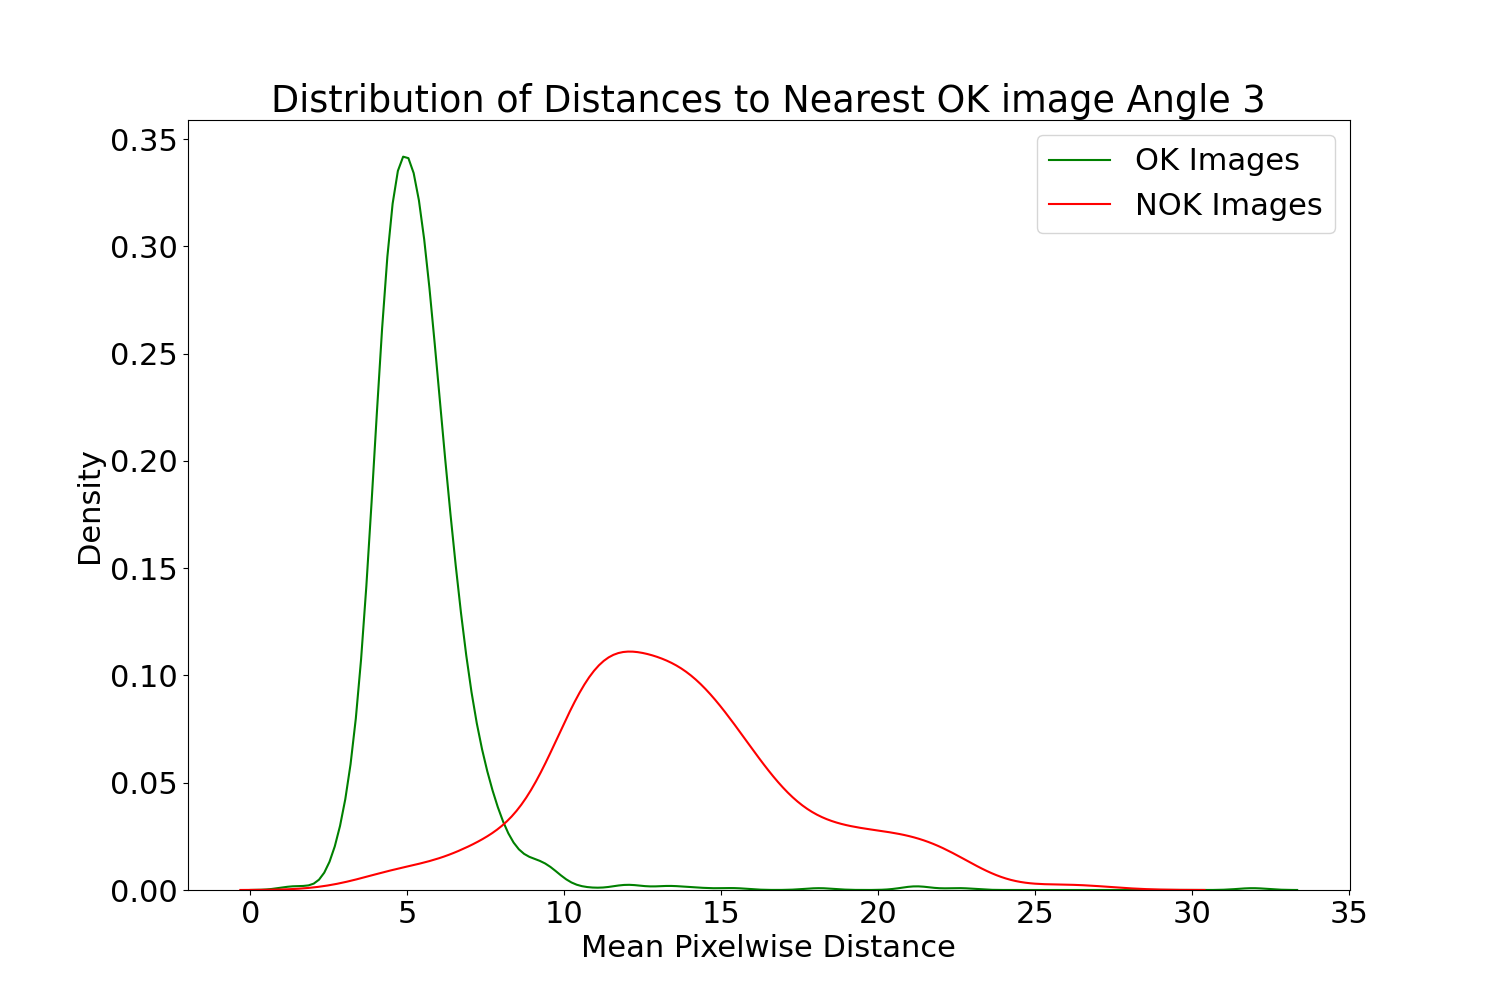 Distribution of Distances to Nearest OK image Angle 3
0.35
0.30
0.25
0.20
0.15
0.10
0.05
0.00
Density
OK Images
NOK Images
0 5 10 15 20 25 30 35
Mean Pixelwise Distance